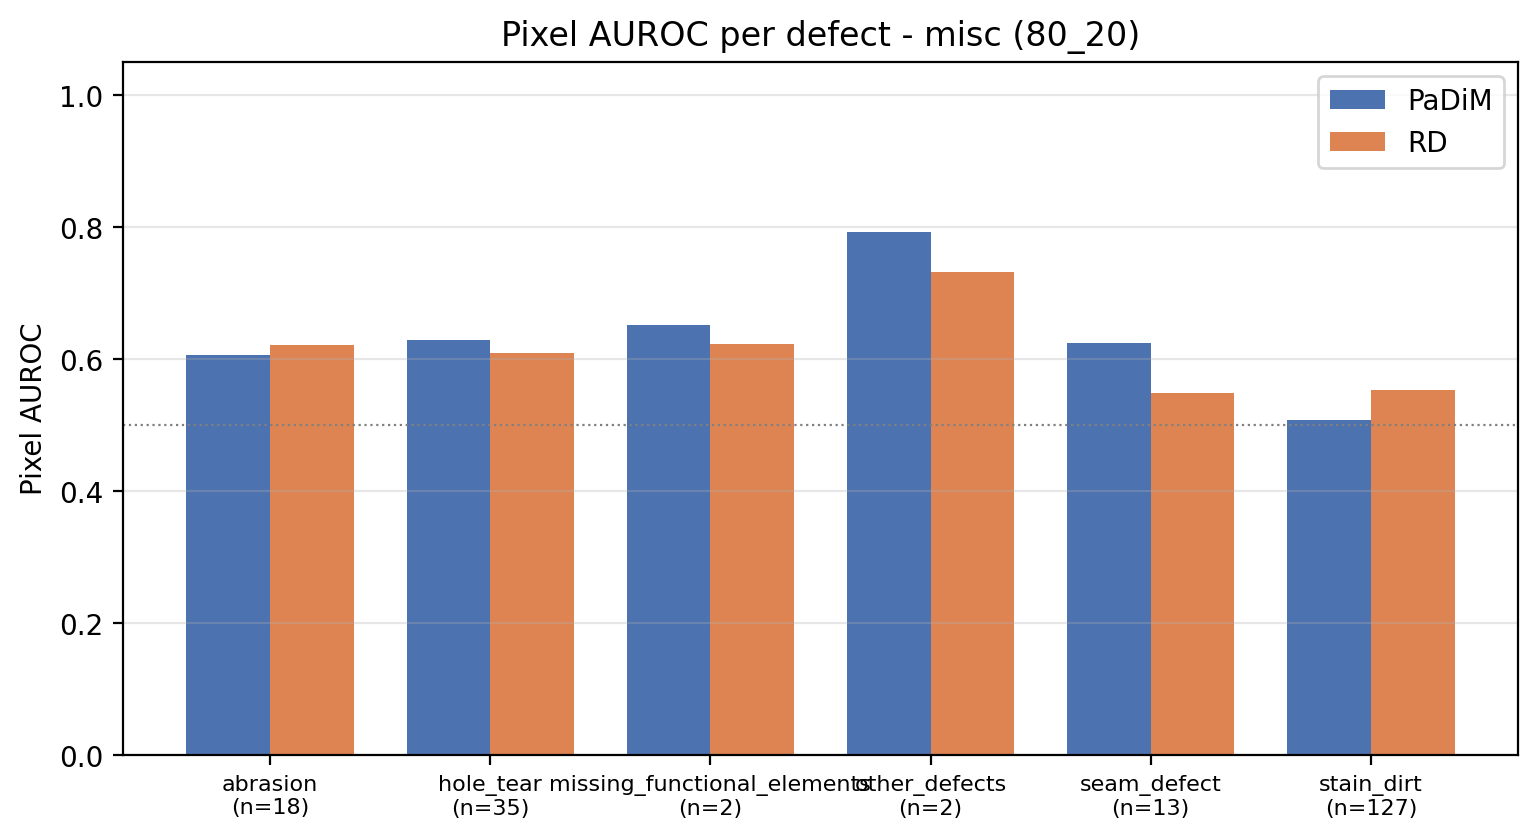 Pixel AUROC per defect - misc (80_20)
PaDiM
RD
Pixel AUROC
1.0
0.8
0.6
0.4
0.2
0.0
abrasion
(n=18)
hole_tear
(n=35)
missing_functional_elements
(n=2)
other_defects
(n=2)
seam_defect
(n=13)
stain_dirt
(n=127)